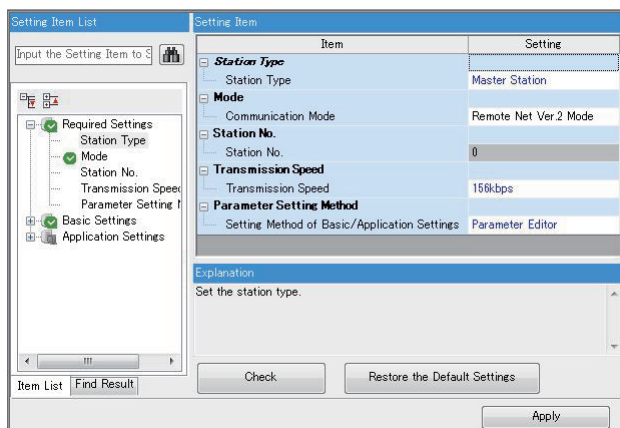 Setting Item List
Input the Setting Item to S
Required Settings
Station Type
Mode
Station No.
Transmission Speed
Parameter Setting M
Basic Settings
Application Settings
Item List
Find Result
Setting Item
Item Setting
Station Type
Station Type Master Station
Mode
Communication Mode Remote Net Ver.2 Mode
Station No.
Station No. 0
Transmission Speed
Transmission Speed 156kbps
Parameter Setting Method
Setting Method of Basic/Application Settings Parameter Editor
Explanation
Set the station type.
Check
Restore the Default Settings
Apply